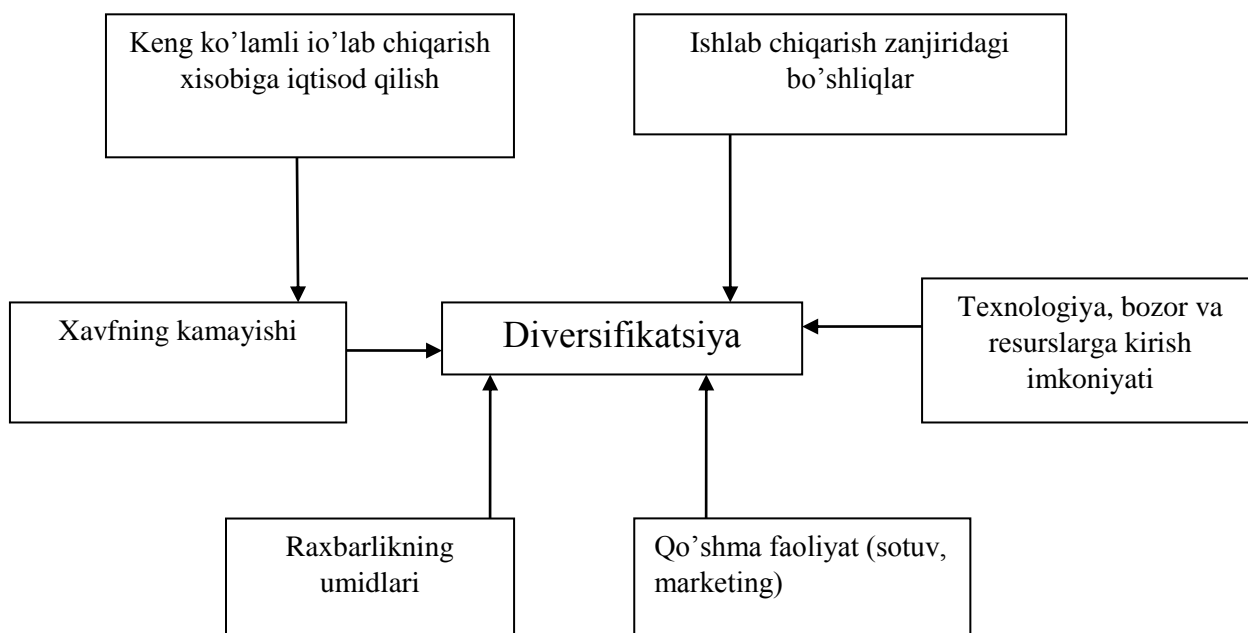 Keng ko’lamli io’lab chiqarish
xisobiga iqtisod qilish
Ishlab chiqarish zanjiridagi
bo’shliqlar
Xavfning kamayishi
Diversifikatsiya
Texnologiya, bozor va
resurslarga kirish
imkoniyati
Raxbarlikning
umidlari
Qo’shma faoliyat (sotuv,
marketing)